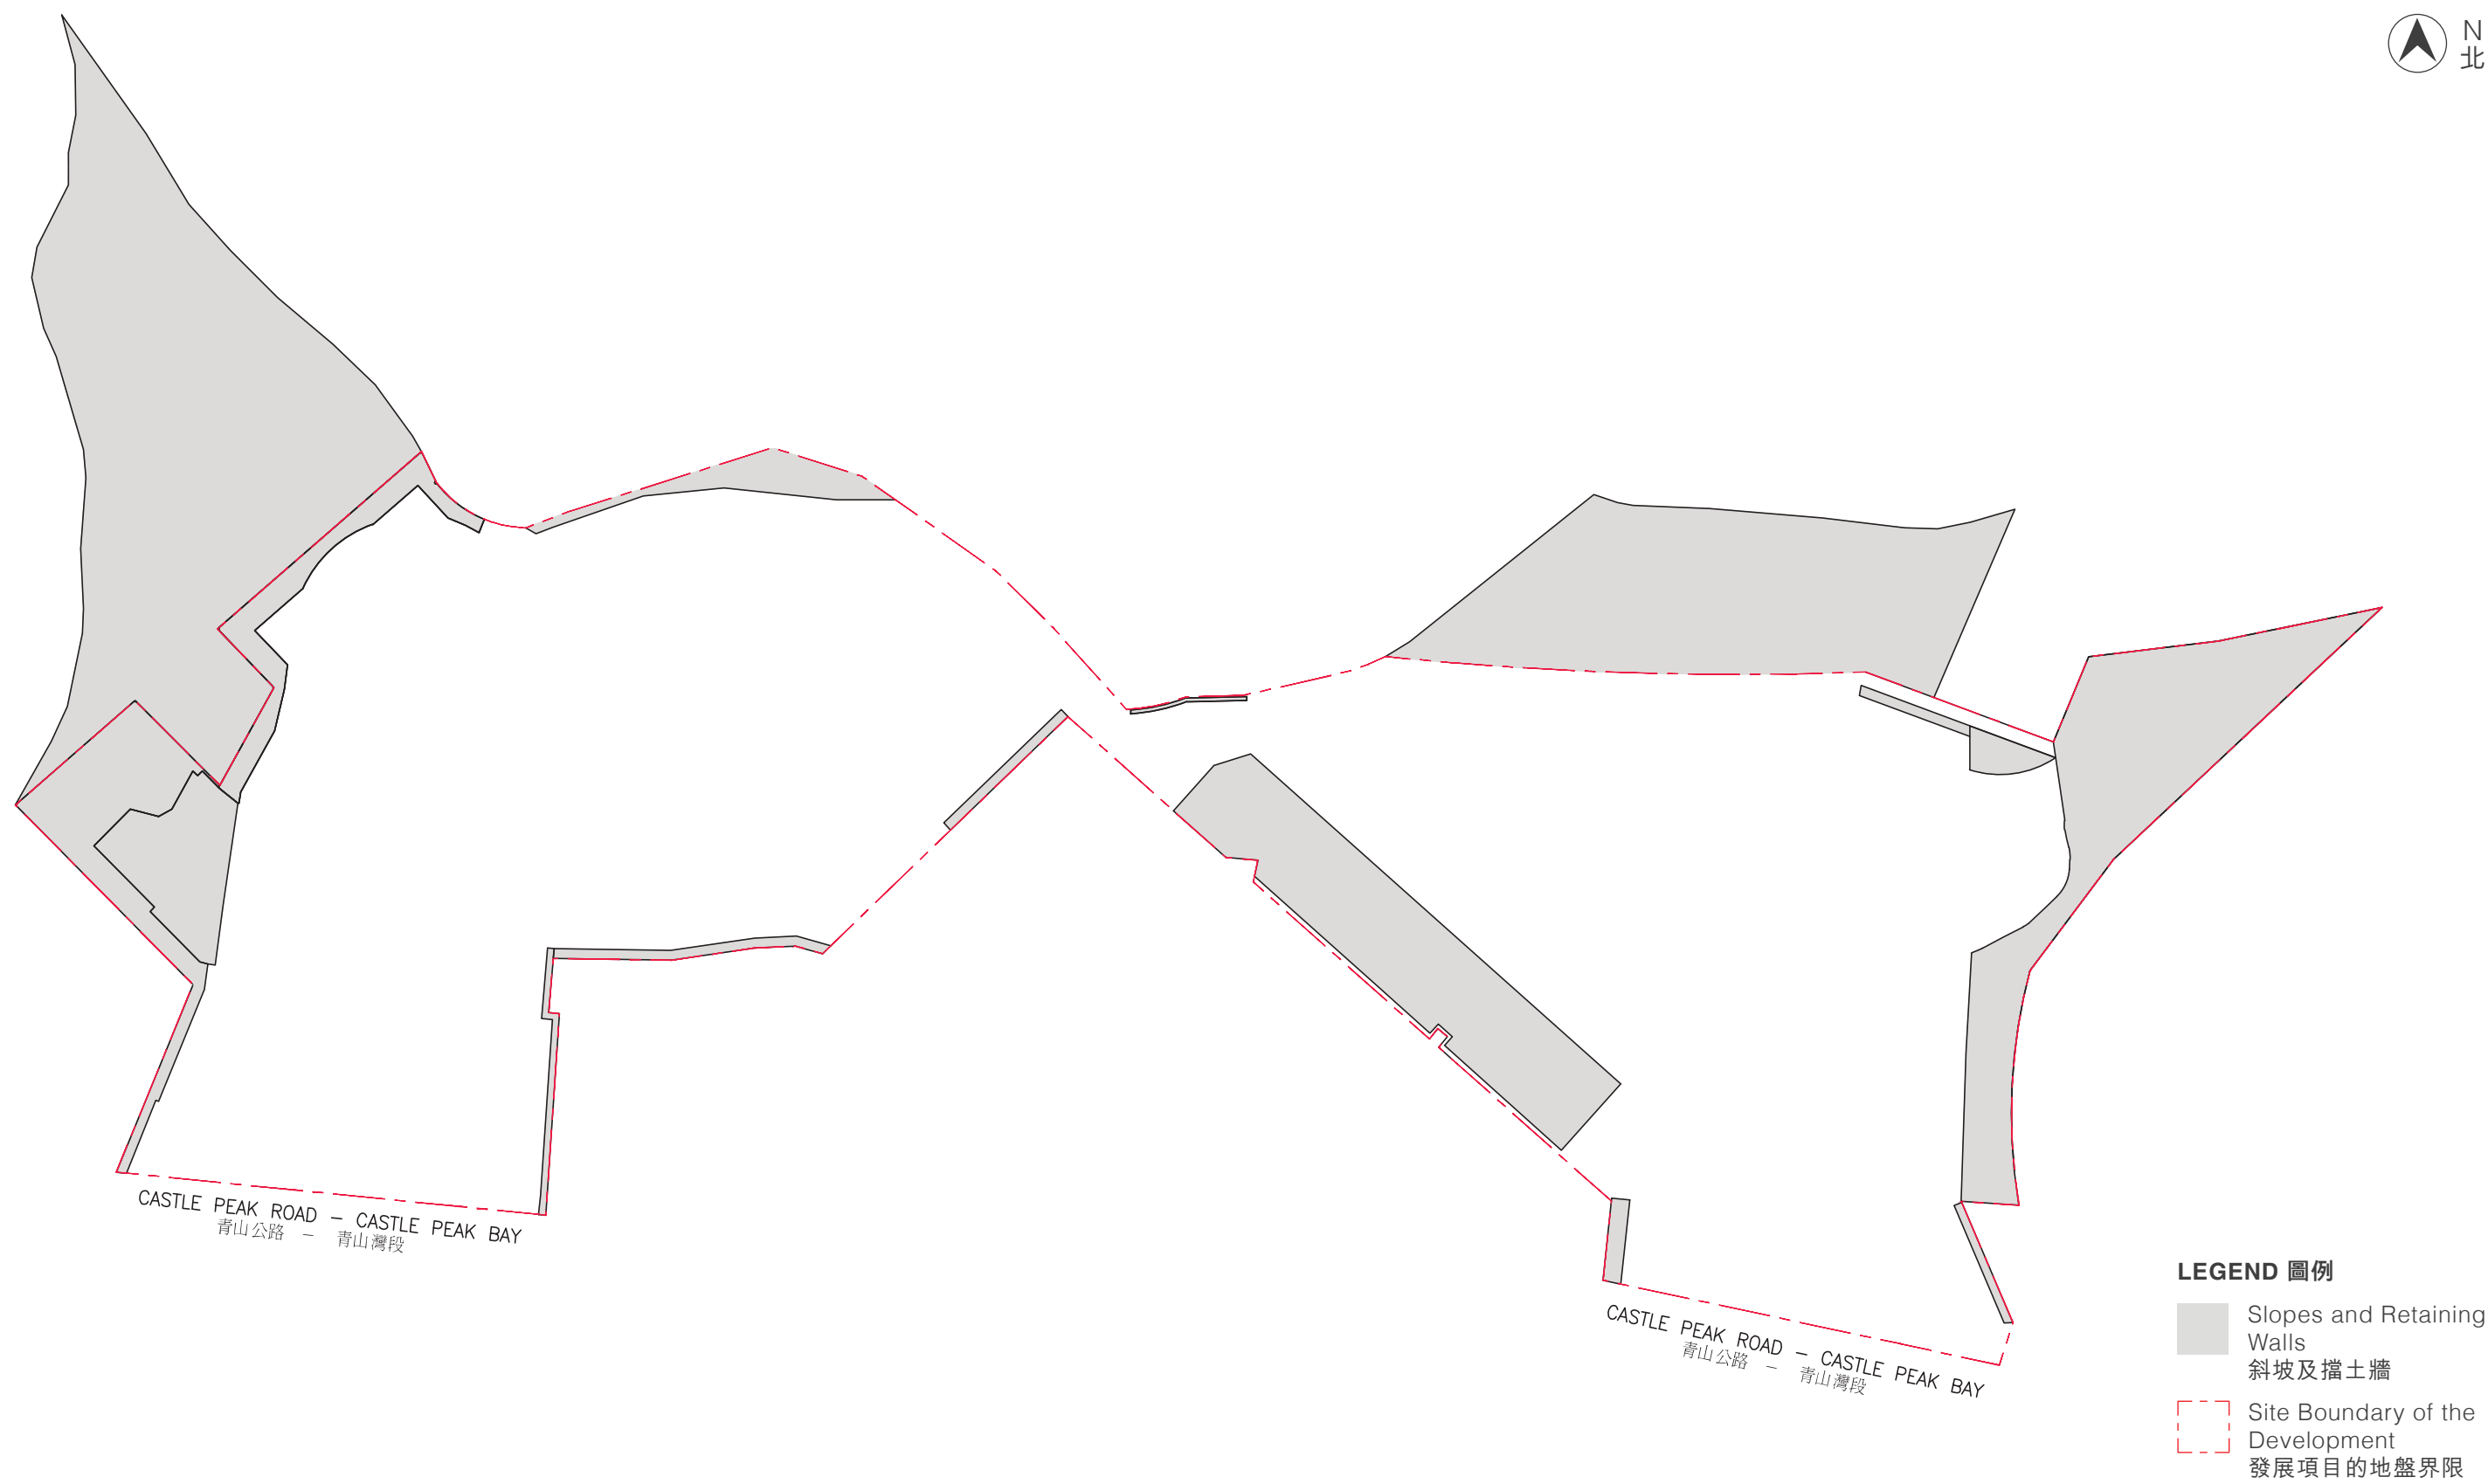 N
北
CASTLE PEAK ROAD – CASTLE PEAK BAY
青山公路 – 青山灣段
CASTLE PEAK ROAD – CASTLE PEAK BAY
青山公路 – 青山灣段
LEGEND 圖例
Slopes and Retaining
Walls
斜坡及擋土牆
Site Boundary of the
Development
發展項目的地盤界限